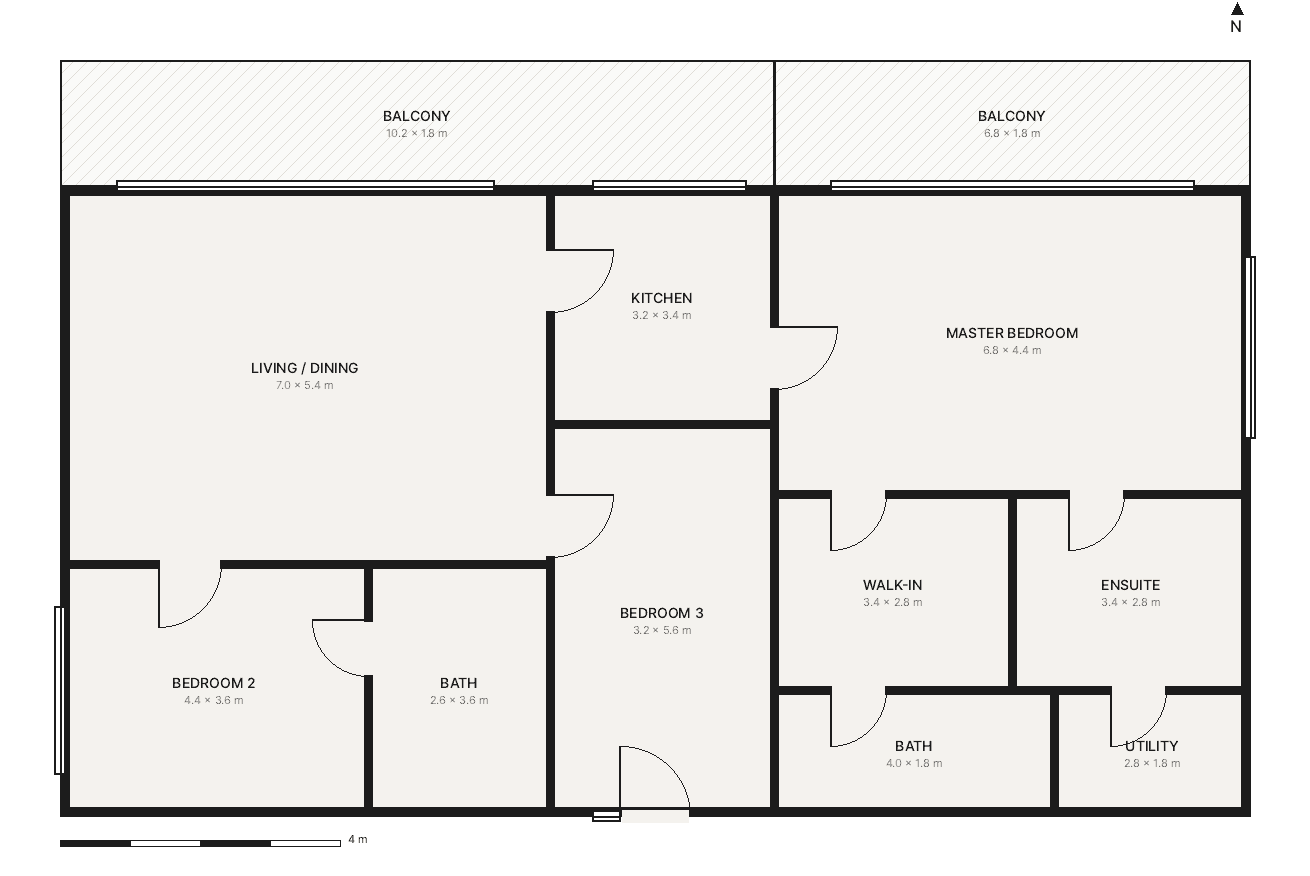 N
BALCONY
10.2 × 1.8 m
BALCONY
6.8 × 1.8 m
KITCHEN
3.2 × 3.4 m
MASTER BEDROOM
6.8 × 4.4 m
LIVING / DINING
7.0 × 5.4 m
WALK-IN
3.4 × 2.8 m
ENSUITE
3.4 × 2.8 m
BEDROOM 3
3.2 × 5.6 m
BEDROOM 2
4.4 × 3.6 m
BATH
2.6 × 3.6 m
BATH
4.0 × 1.8 m
UTILITY
2.8 × 1.8 m
4 m